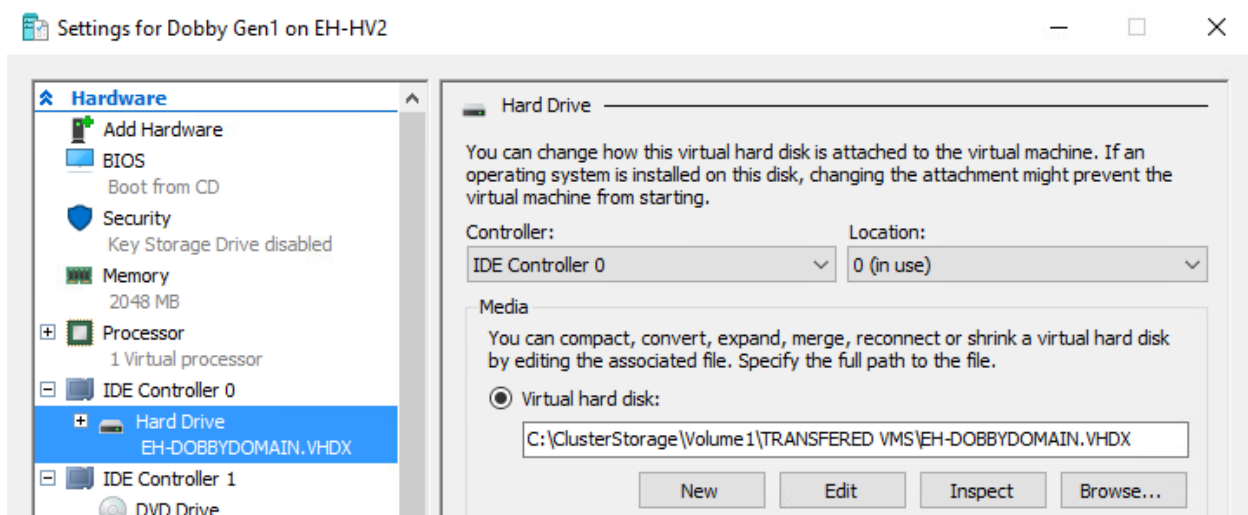 Settings for Dobby Gen1 on EH-HV2
Hardware
Add Hardware
BIOS
Boot from CD
Security
Key Storage Drive disabled
Memory
2048 MB
Processor
1 Virtual processor
IDE Controller 0
Hard Drive
EH-DOBBYDOMAIN.VHDX
IDE Controller 1
DVD Drive
Hard Drive
You can change how this virtual hard disk is attached to the virtual machine. If an
operating system is installed on this disk, changing the attachment might prevent the
virtual machine from starting.
Controller:
Location:
IDE Controller 0
0 (in use)
Media
You can compact, convert, expand, merge, reconnect or shrink a virtual hard disk
by editing the associated file. Specify the full path to the file.
Virtual hard disk:
C:\ClusterStorage\Volume1\TRANSFERED VMS\EH-DOBBYDOMAIN.VHDX
New
Edit
Inspect
Browse...